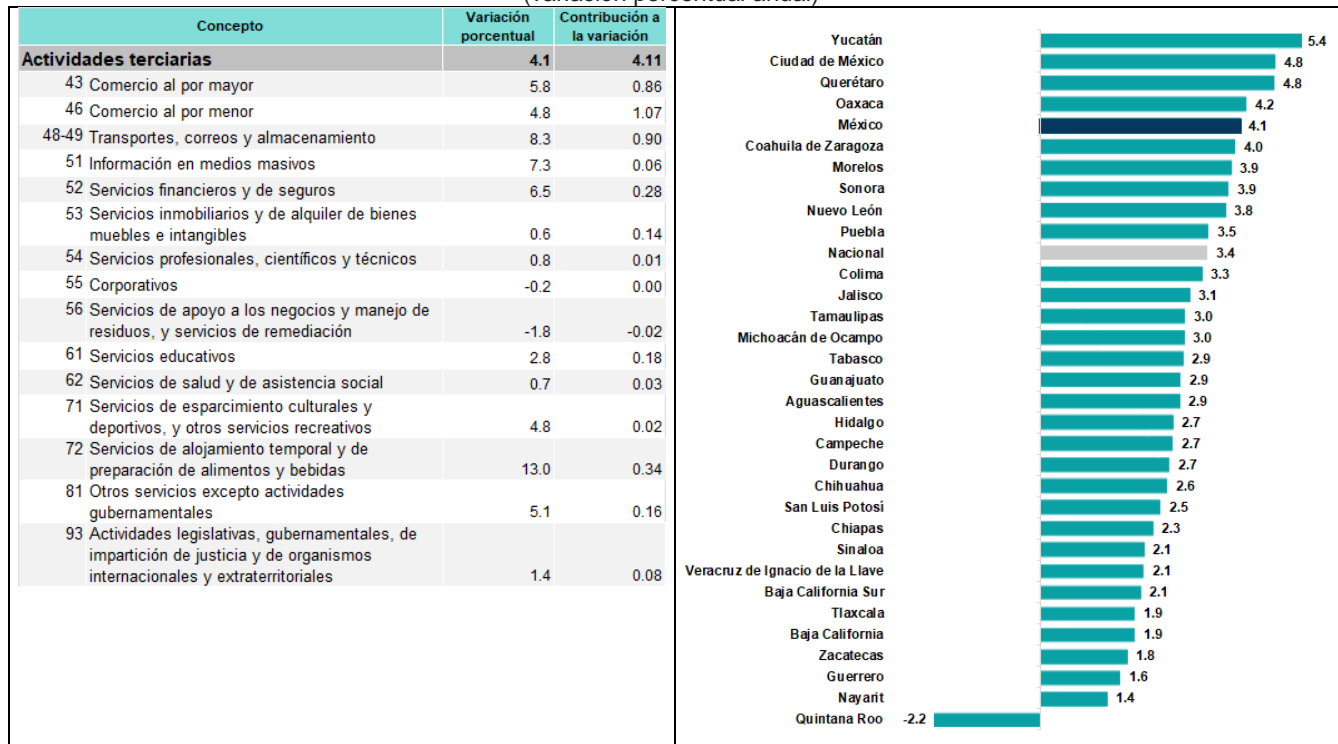 (Variación porcentual anual)
Concepto Variación porcentual Contribución a la variación
Actividades terciarias 4.1 4.11
43 Comercio al por mayor 5.8 0.86
46 Comercio al por menor 4.8 1.07
48-49 Transportes, correos y almacenamiento 8.3 0.90
51 Información en medios masivos 7.3 0.06
52 Servicios financieros y de seguros 6.5 0.28
53 Servicios inmobiliarios y de alquiler de bienes
muebles e intangibles 0.6 0.14
54 Servicios profesionales, científicos y técnicos 0.8 0.01
55 Corporativos -0.2 0.00
56 Servicios de apoyo a los negocios y manejo de
residuos, y servicios de remediación -1.8 -0.02
61 Servicios educativos 2.8 0.18
62 Servicios de salud y de asistencia social 0.7 0.03
71 Servicios de esparcimiento culturales y
deportivos, y otros servicios recreativos 4.8 0.02
72 Servicios de alojamiento temporal y de
preparación de alimentos y bebidas 13.0 0.34
81 Otros servicios excepto actividades
gubernamentales 5.1 0.16
93 Actividades legislativas, gubernamentales, de
impartición de justicia y de organismos
internacionales y extraterritoriales 1.4 0.08
Yucatán 5.4
Ciudad de México 4.8
Querétaro 4.8
Oaxaca 4.2
México 4.1
Coahuila de Zaragoza 4.0
Morelos 3.9
Sonora 3.9
Nuevo León 3.8
Puebla 3.5
Nacional 3.4
Colima 3.3
Jalisco 3.1
Tamaulipas 3.0
Michoacán de Ocampo 3.0
Tabasco 2.9
Guanajuato 2.9
Aguascalientes 2.9
Hidalgo 2.7
Campeche 2.7
Durango 2.7
Chihuahua 2.6
San Luis Potosí 2.5
Chiapas 2.3
Sinaloa 2.1
Veracruz de Ignacio de la Llave 2.1
Baja California Sur 2.1
Tlaxcala 1.9
Baja California 1.9
Zacatecas 1.8
Guerrero 1.6
Nayarit 1.4
Quintana Roo -2.2